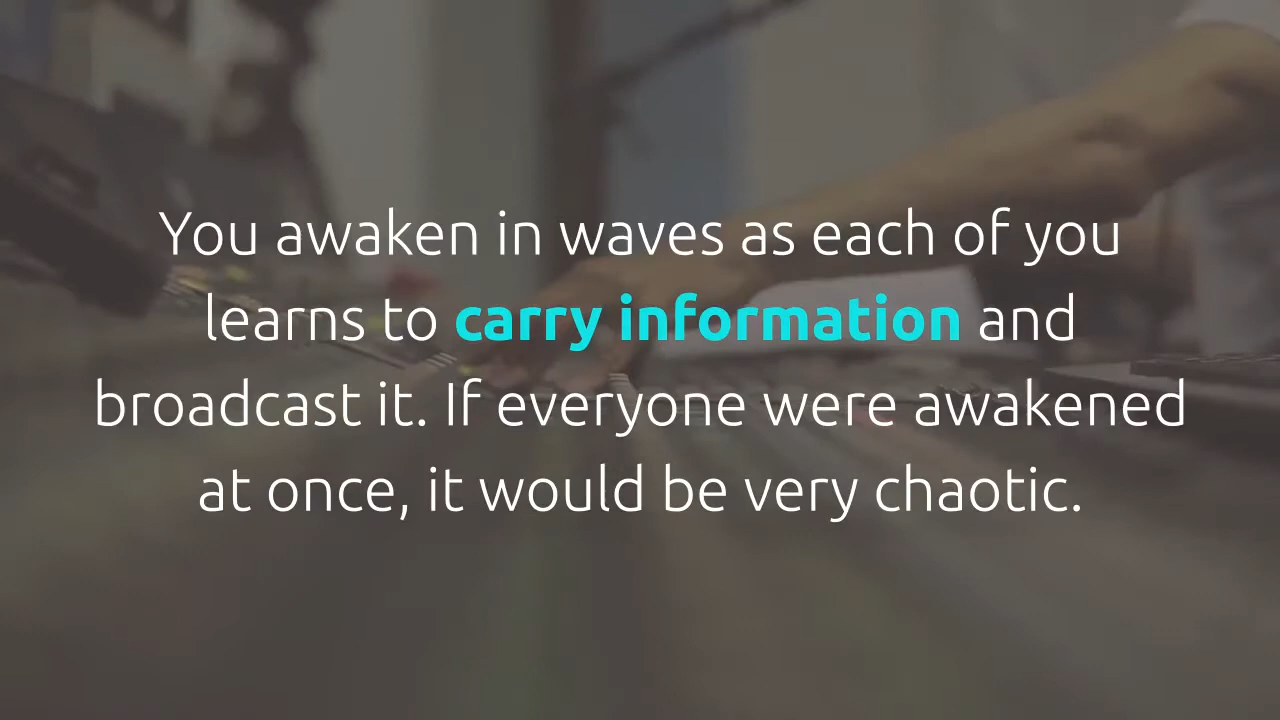 You awaken in waves as each of you
learns to carry information and
broadcast it. If everyone were awakened
at once, it would be very chaotic.